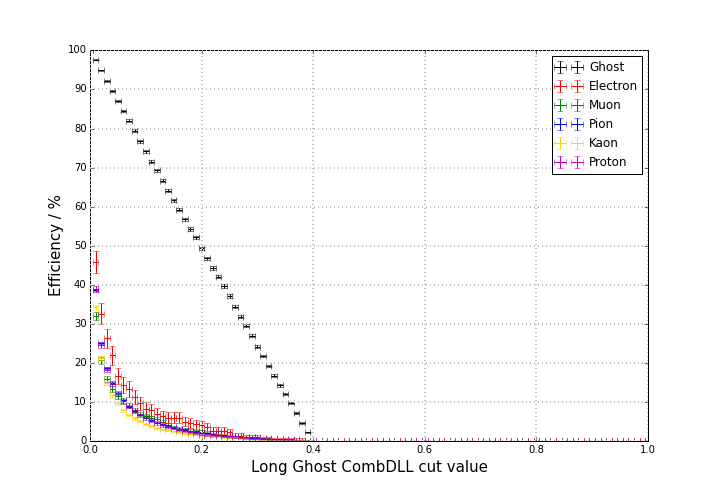 100
90
80
70
60
50
40
30
20
10
0
Efficiency / %
Ghost
Electron
Muon
Pion
Kaon
Proton
0.0 0.2 0.4 0.6 0.8 1.0
Long Ghost CombDLL cut value